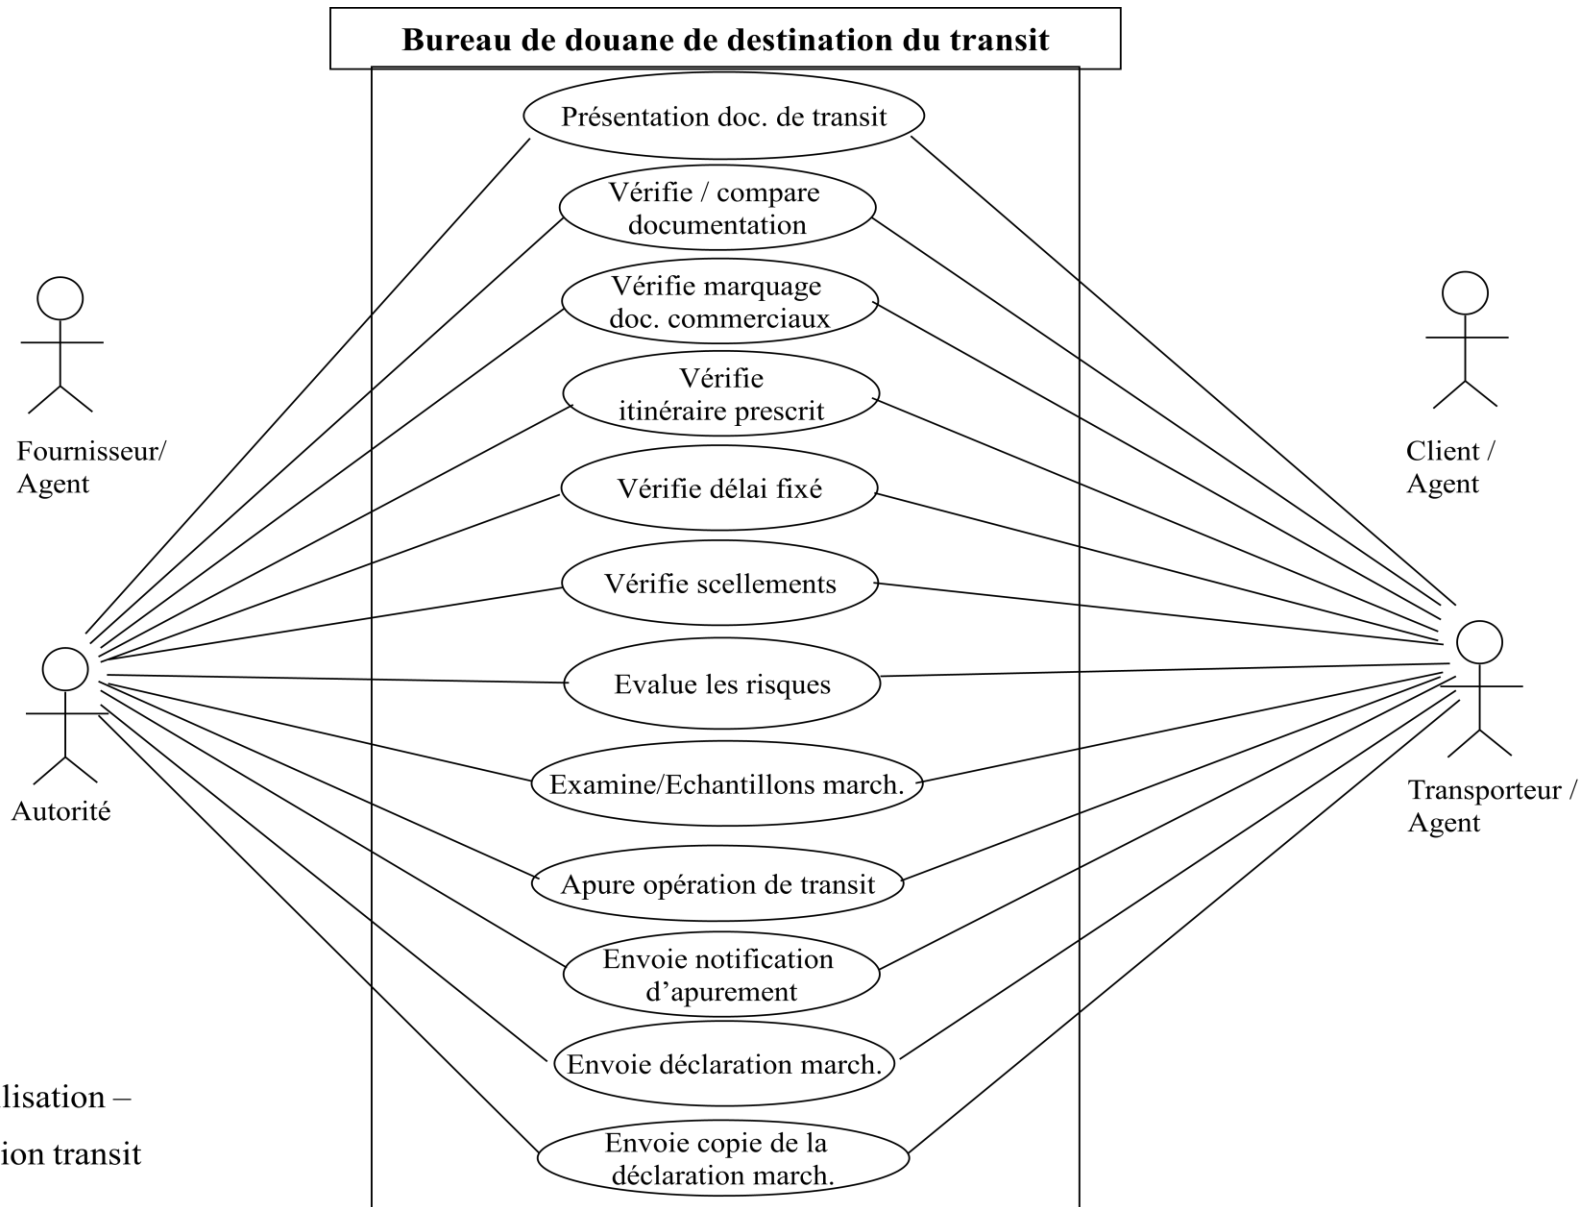 Bureau de douane de destination du transit
Présentation doc. de transit
Vérifie / compare
documentation
Vérifie marquage
doc. commerciaux
Vérifie
itinéraire prescrit
Fournisseur/
Agent
Client /
Agent
Vérifie délai fixé
Vérifie scellements
Evalue les risques
Examine/Echantillons march.
Autorité
Transporteur /
Agent
Apure opération de transit
Envoie notification
d’apurement
Envoie déclaration march.
Envoie copie de la
déclaration march.
lisation –
ion transit